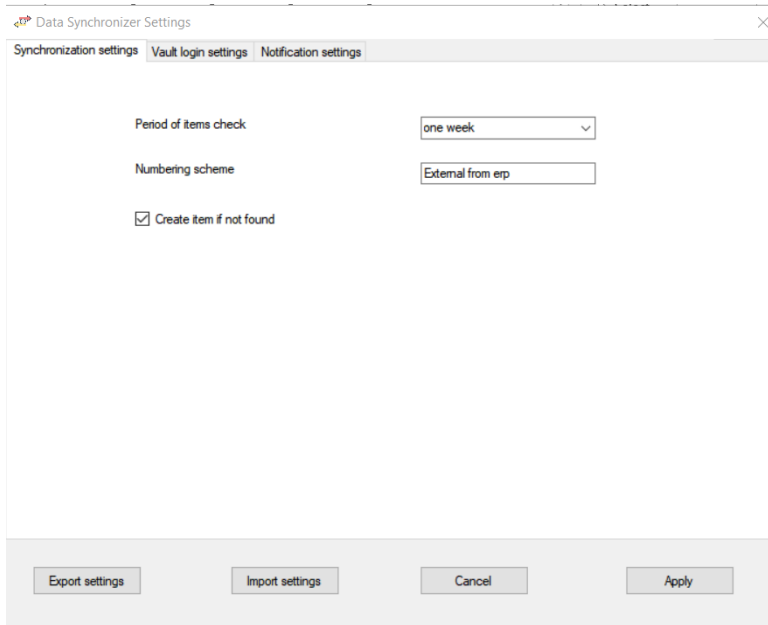 Data Synchronizer Settings
Synchronization settings Vault login settings Notification settings
Period of items check one week
Numbering scheme External from erp
Create item if not found
Export settings Import settings Cancel Apply